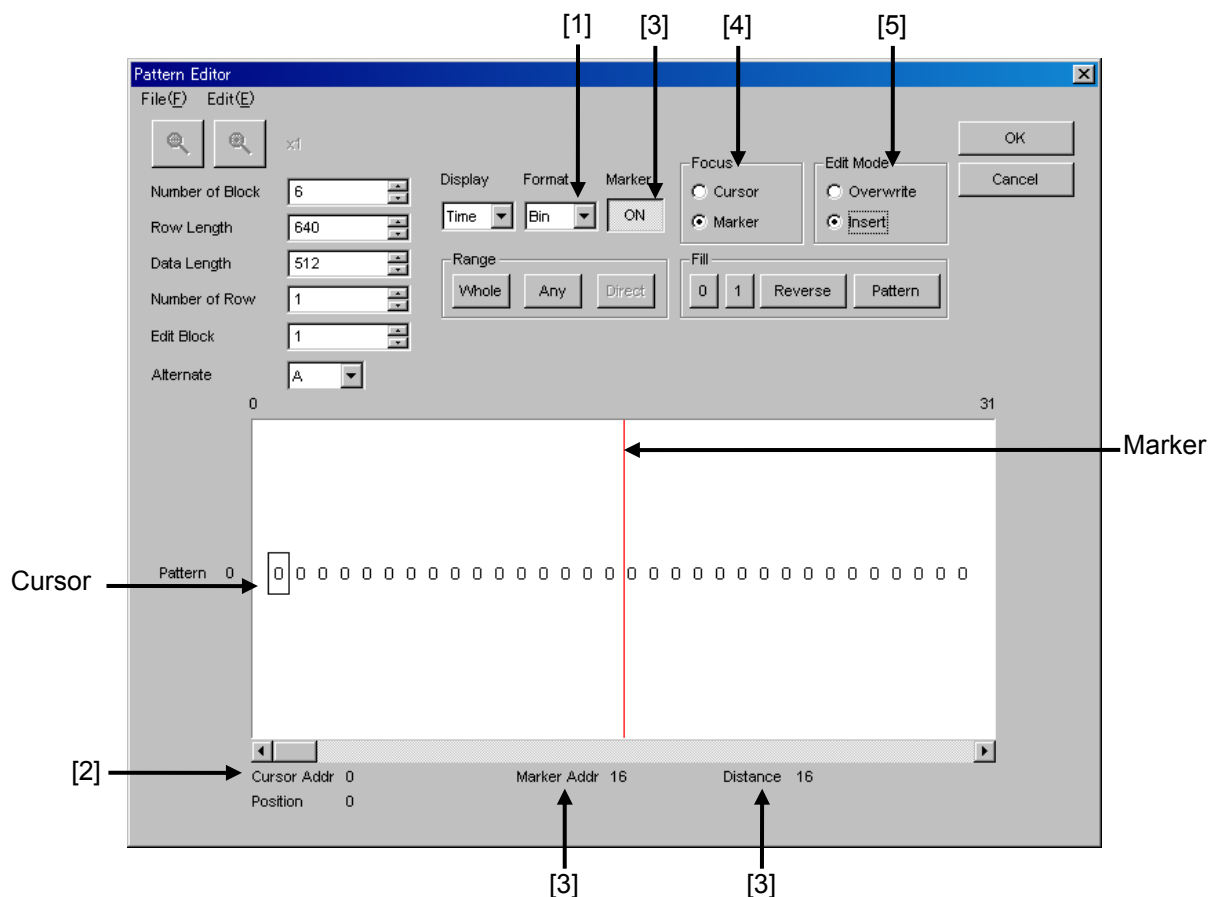 [1] [3] [4] [5]
Pattern Editor
File(F) Edit(E)
x1
OK
Cancel
Number of Block 6
Row Length 640
Data Length 512
Number of Row 1
Edit Block 1
Alternate A
Display Format Marker
Time Bin ON
Focus
Cursor
Marker
Edit Mode
Overwrite
Insert
Range
Whole Any Direct
Fill
0 1 Reverse Pattern
0 31
Marker
Cursor
Pattern 0 0 0 0 0 0 0 0 0 0 0 0 0 0 0 0 0 0 0 0 0 0 0 0 0 0 0 0 0 0 0 0 0
[2]
Cursor Addr 0 Marker Addr 16 Distance 16
Position 0
[3] [3]